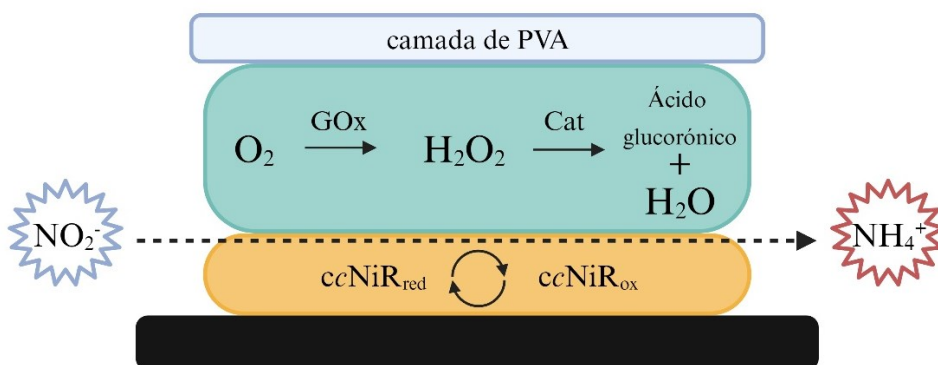 camada de PVA
O₂
GOx
H₂O₂
Cat
Ácido
glucorónico
+
H₂O
NO₂⁻
NH₄⁺
ccNiRred
ccNiRox